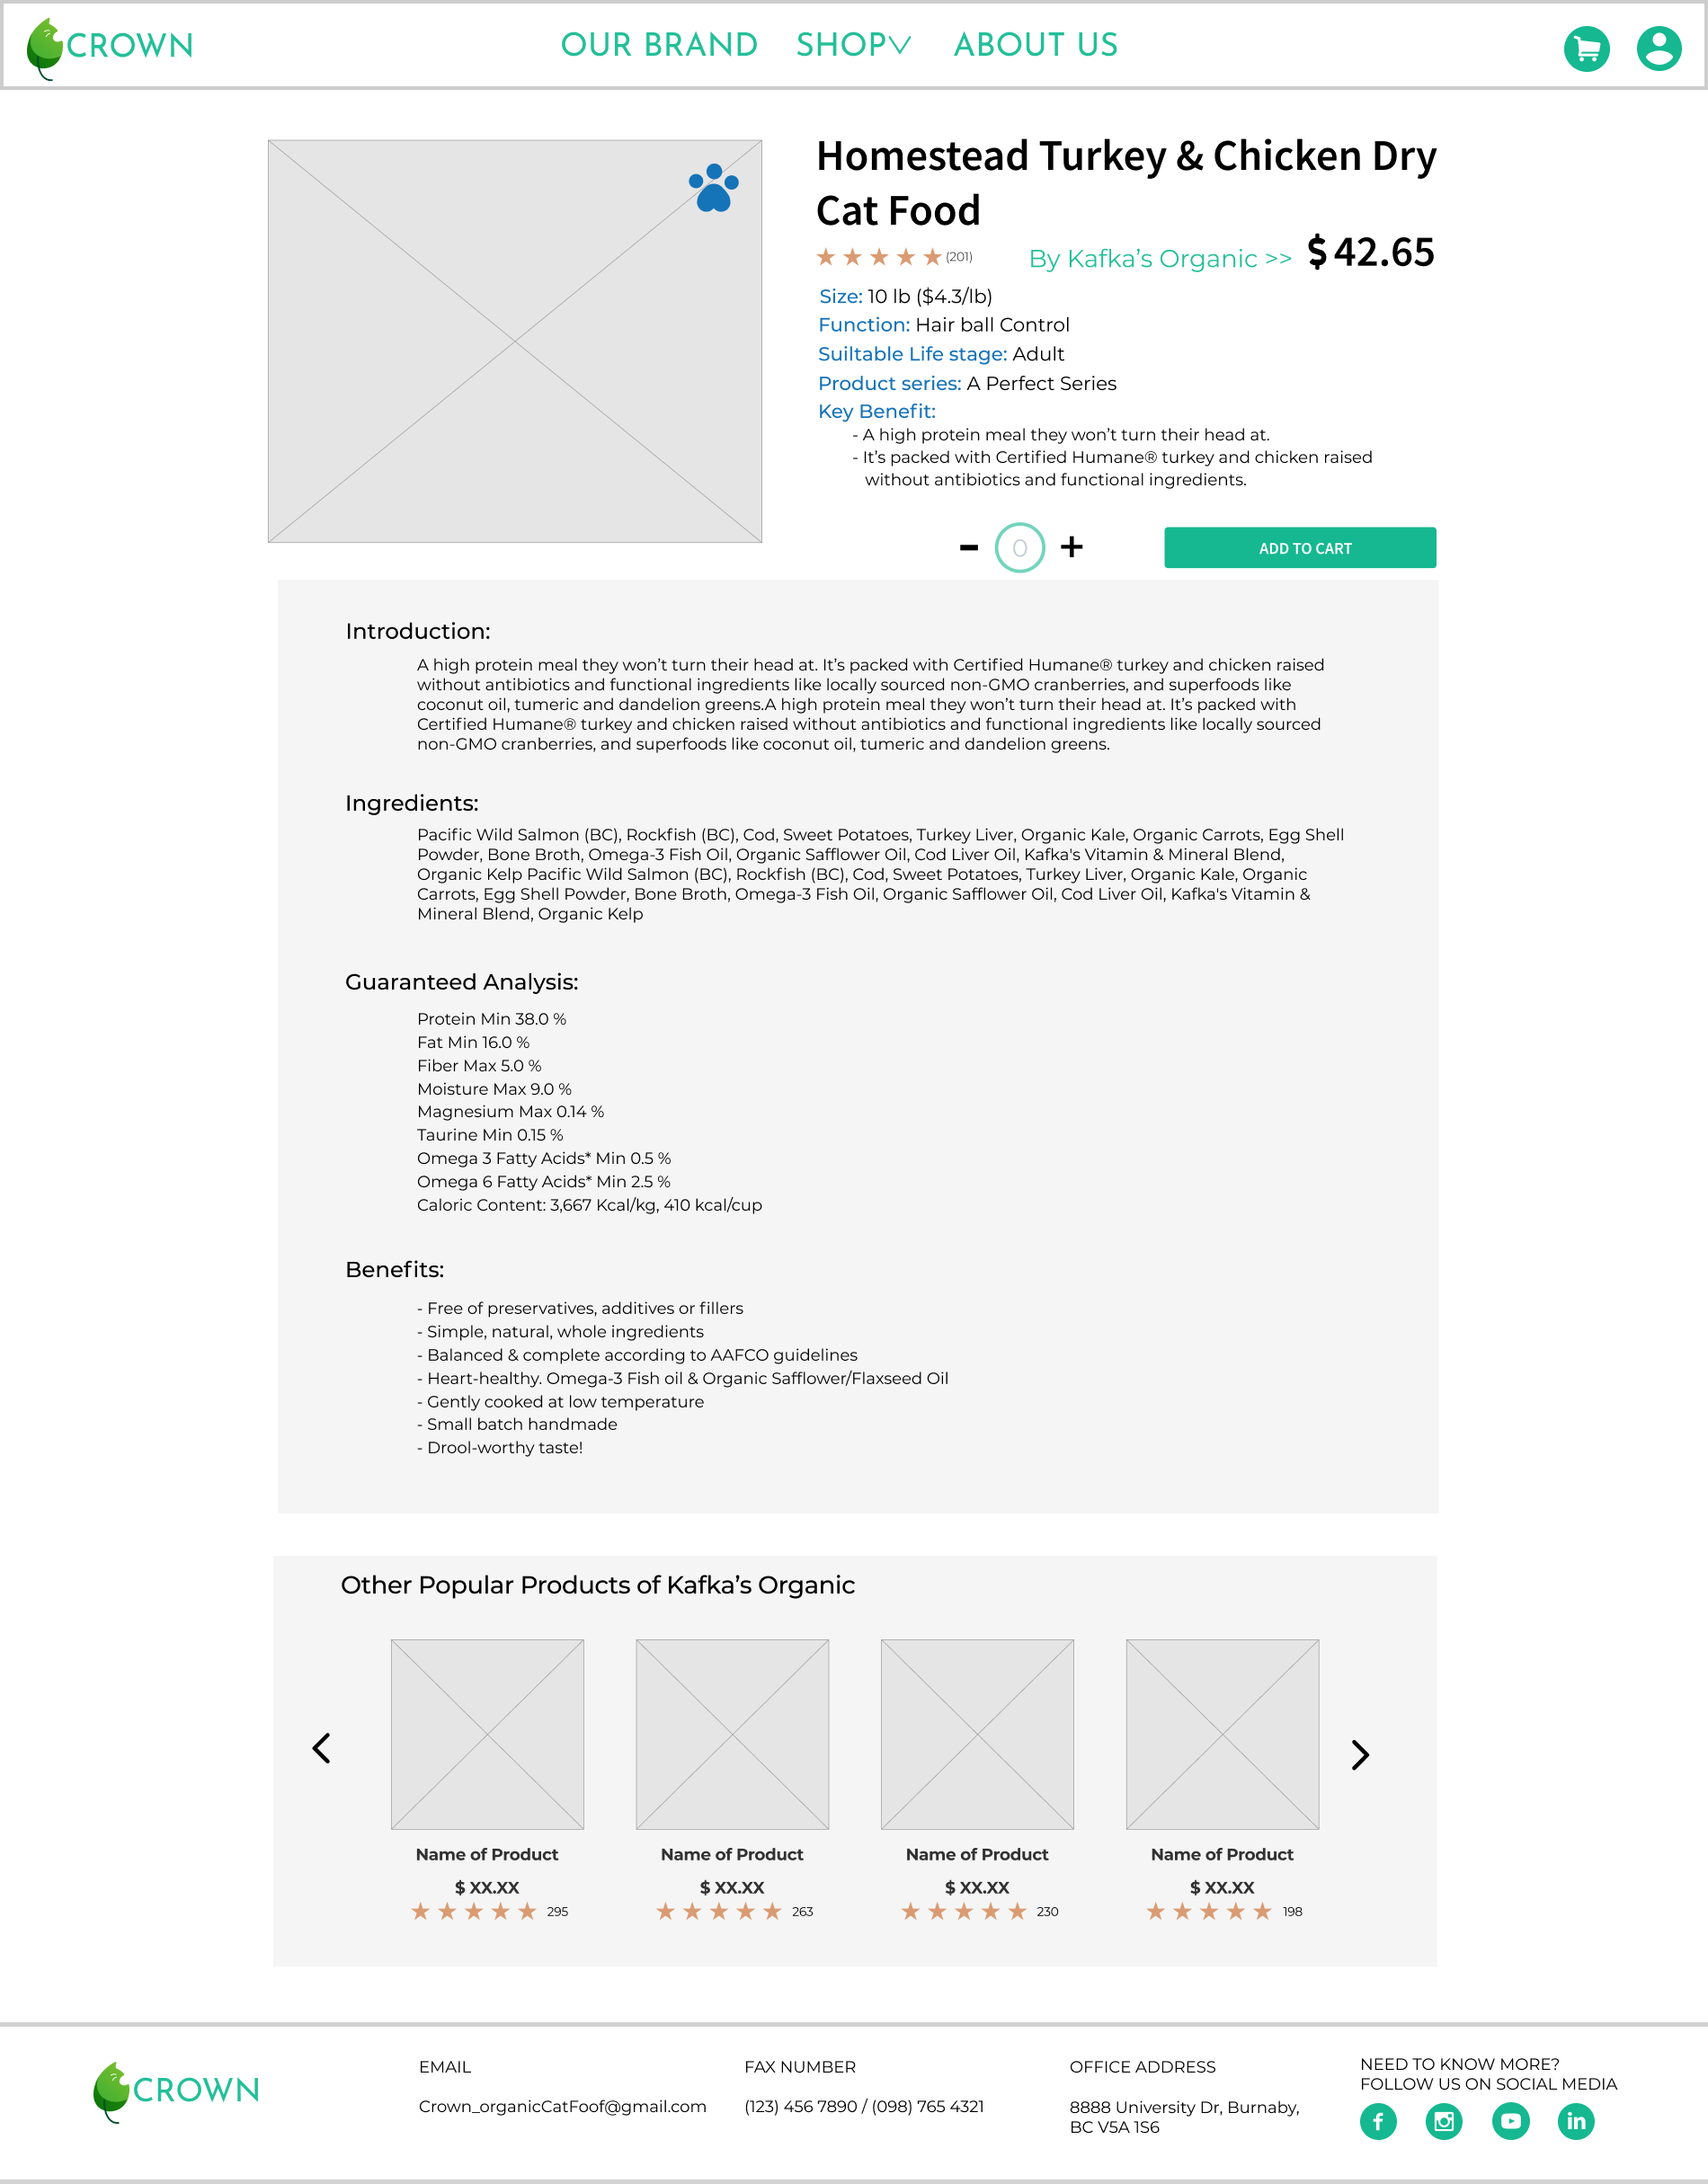 CROWN
OUR BRAND
SHOP
ABOUT US
Homestead Turkey & Chicken Dry
Cat Food
(201)
By Kafka’s Organic >>
$ 42.65
Size: 10 lb ($4.3/lb)
Function: Hair ball Control
Suiltable Life stage: Adult
Product series: A Perfect Series
Key Benefit:
- A high protein meal they won’t turn their head at.
- It’s packed with Certified Humane® turkey and chicken raised
without antibiotics and functional ingredients.
0
ADD TO CART
Introduction:
A high protein meal they won’t turn their head at. It’s packed with Certified Humane® turkey and chicken raised
without antibiotics and functional ingredients like locally sourced non-GMO cranberries, and superfoods like
coconut oil, tumeric and dandelion greens.A high protein meal they won’t turn their head at. It’s packed with
Certified Humane® turkey and chicken raised without antibiotics and functional ingredients like locally sourced
non-GMO cranberries, and superfoods like coconut oil, tumeric and dandelion greens.
Ingredients:
Pacific Wild Salmon (BC), Rockfish (BC), Cod, Sweet Potatoes, Turkey Liver, Organic Kale, Organic Carrots, Egg Shell
Powder, Bone Broth, Omega-3 Fish Oil, Organic Safflower Oil, Cod Liver Oil, Kafka's Vitamin & Mineral Blend,
Organic Kelp Pacific Wild Salmon (BC), Rockfish (BC), Cod, Sweet Potatoes, Turkey Liver, Organic Kale, Organic
Carrots, Egg Shell Powder, Bone Broth, Omega-3 Fish Oil, Organic Safflower Oil, Cod Liver Oil, Kafka's Vitamin &
Mineral Blend, Organic Kelp
Guaranteed Analysis:
Protein Min 38.0 %
Fat Min 16.0 %
Fiber Max 5.0 %
Moisture Max 9.0 %
Magnesium Max 0.14 %
Taurine Min 0.15 %
Omega 3 Fatty Acids* Min 0.5 %
Omega 6 Fatty Acids* Min 2.5 %
Caloric Content: 3,667 Kcal/kg, 410 kcal/cup
Benefits:
- Free of preservatives, additives or fillers
- Simple, natural, whole ingredients
- Balanced & complete according to AAFCO guidelines
- Heart-healthy. Omega-3 Fish oil & Organic Safflower/Flaxseed Oil
- Gently cooked at low temperature
- Small batch handmade
- Drool-worthy taste!
Other Popular Products of Kafka’s Organic
Name of Product
$ XX.XX
295
Name of Product
$ XX.XX
263
Name of Product
$ XX.XX
230
Name of Product
$ XX.XX
198
CROWN
EMAIL
Crown_organicCatFoof@gmail.com
FAX NUMBER
(123) 456 7890 / (098) 765 4321
OFFICE ADDRESS
8888 University Dr, Burnaby,
BC V5A 1S6
NEED TO KNOW MORE?
FOLLOW US ON SOCIAL MEDIA